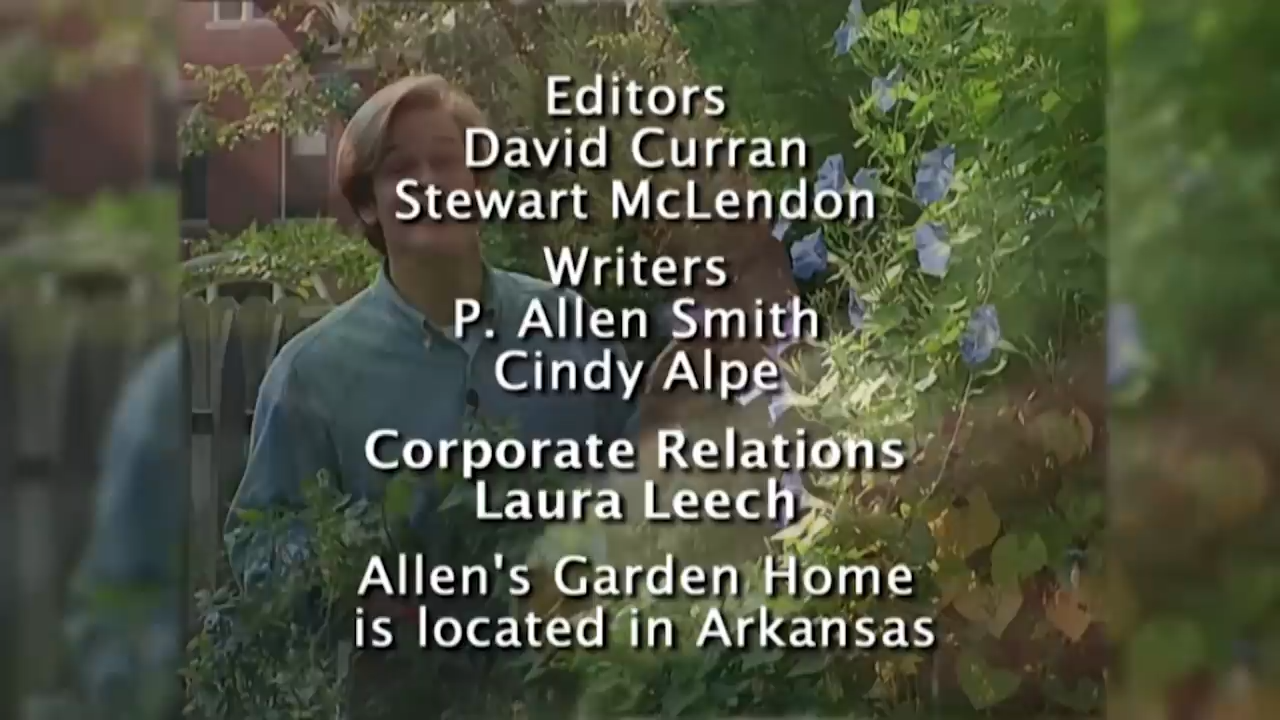 Editors
David Curran
Stewart McLendon
Writers
P. Allen Smith
Cindy Alpe
Corporate Relations
Laura Leech
Allen's Garden Home
is located in Arkansas